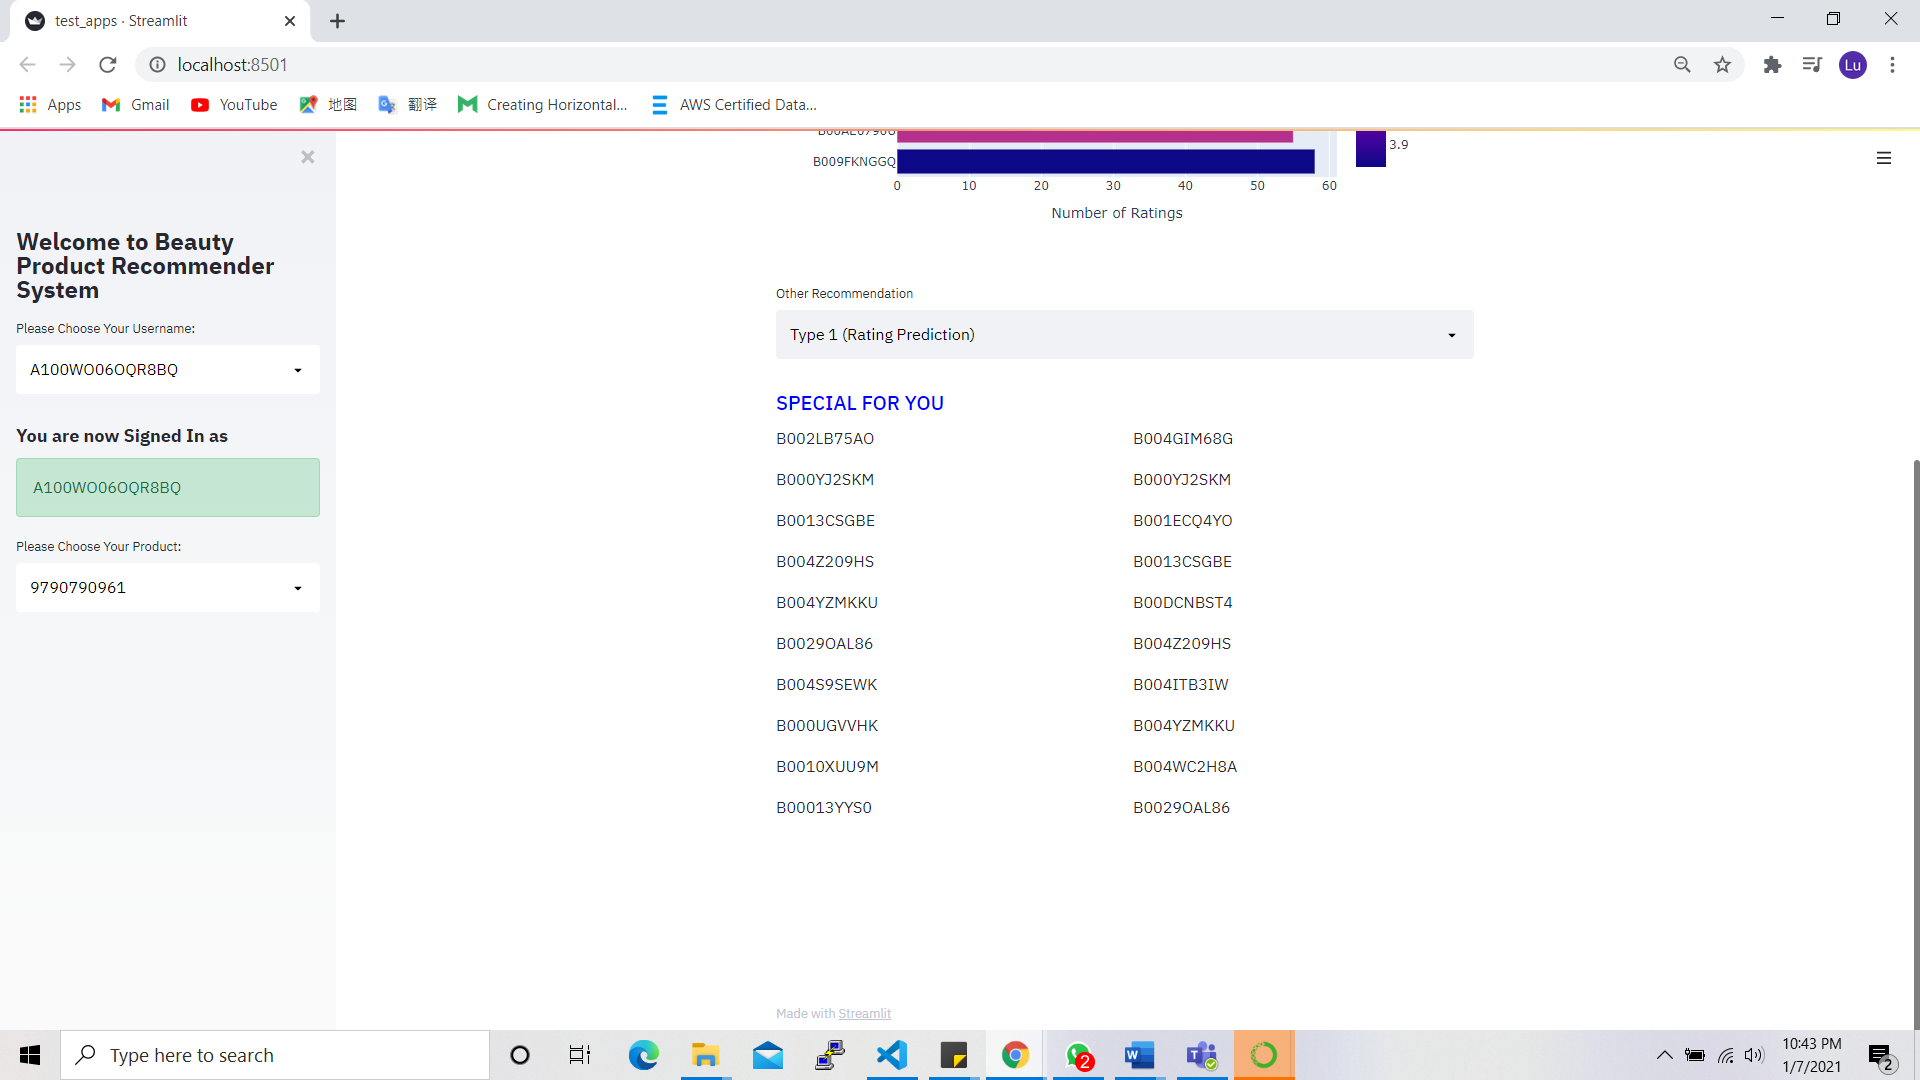 test_apps · Streamlit
localhost:8501
Lu
Apps
Gmail
YouTube
地图
翻译
Creating Horizontal...
AWS Certified Data...
Welcome to Beauty
Product Recommender
System
Please Choose Your Username:
A100WO06OQR8BQ
You are now Signed In as
A100WO06OQR8BQ
Please Choose Your Product:
9790790961
B009FKNGGQ
3.9
0 10 20 30 40 50 60
Number of Ratings
Other Recommendation
Type 1 (Rating Prediction)
SPECIAL FOR YOU
B002LB75AO B004GIM68G
B000YJ2SKM B000YJ2SKM
B0013CSGBE B001ECQ4YO
B004Z209HS B0013CSGBE
B004YZMKKU B00DCNBST4
B0029OAL86 B004Z209HS
B004S9SEWK B004ITB3IW
B000UGVVHK B004YZMKKU
B0010XUU9M B004WC2H8A
B00013YYS0 B0029OAL86
Made with Streamlit
Type here to search
2
10:43 PM
1/7/2021
2